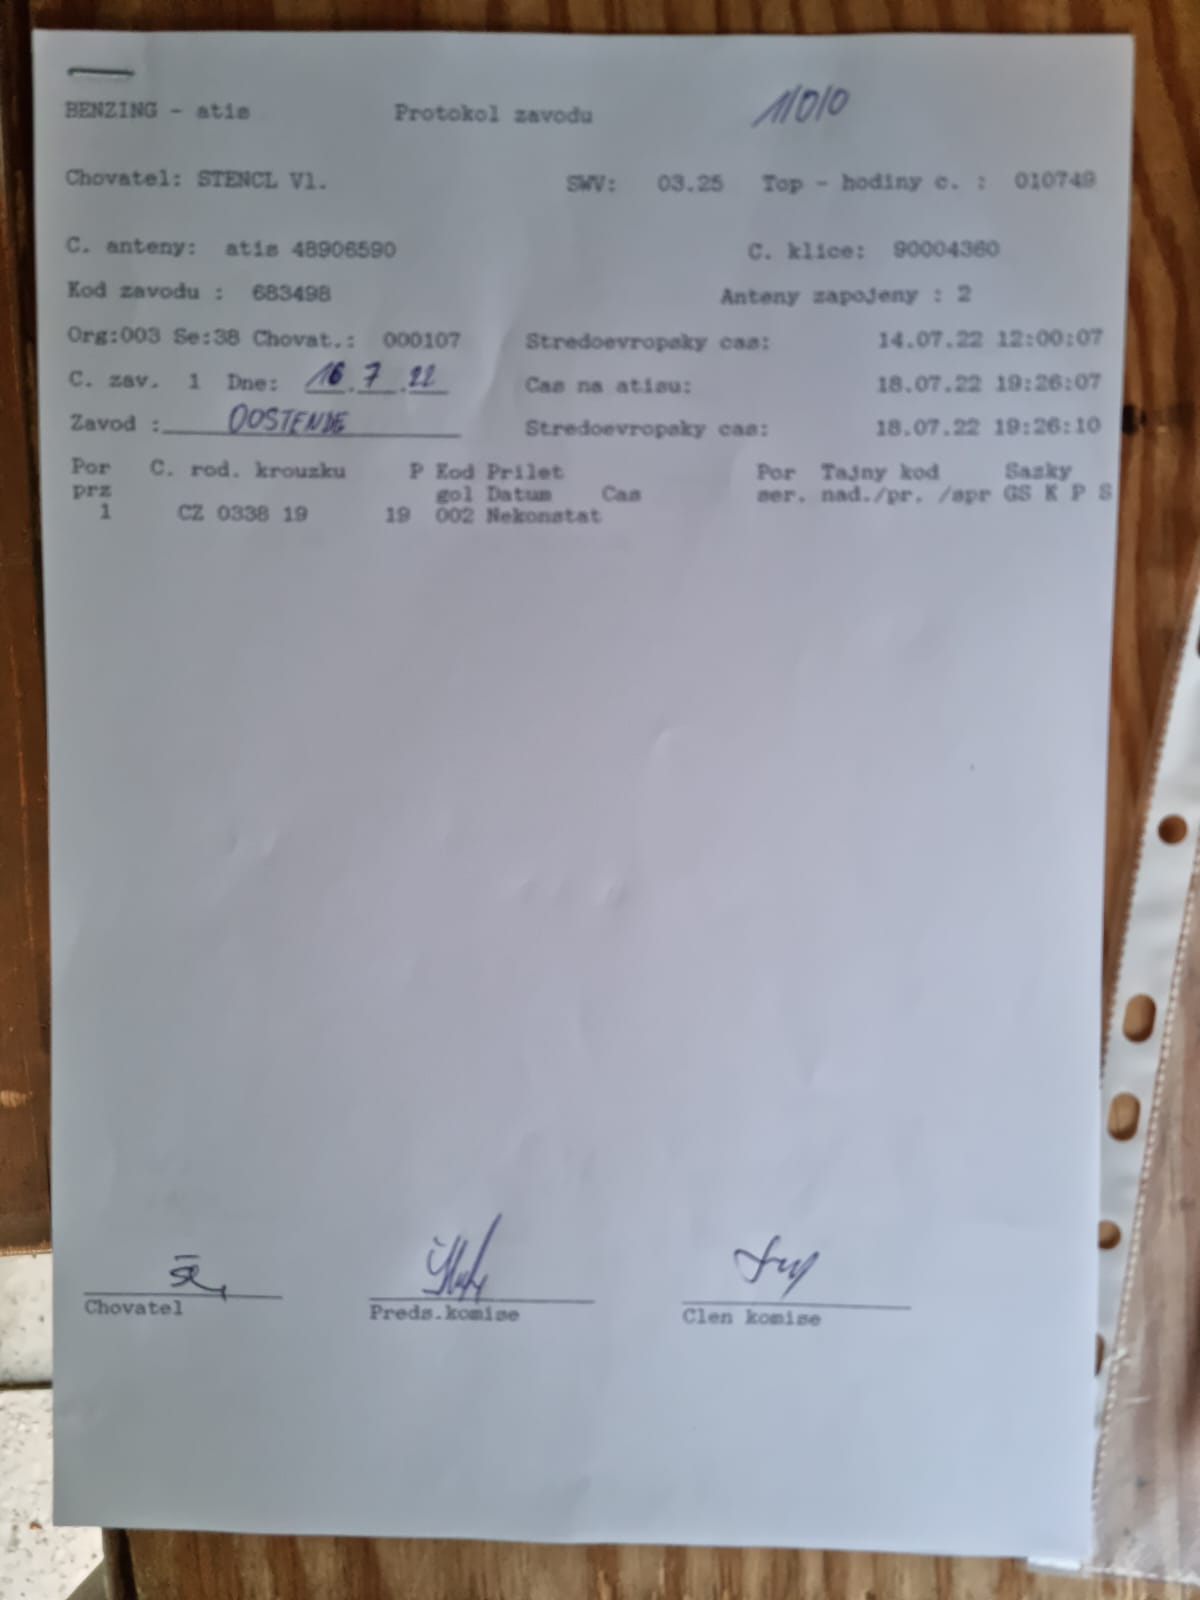 BENZING - atis Protokol zavodu 1/0/0
Chovatel: STENCL Vl. SWV: 03.25 Top - hodiny c. : 010749
C. anteny: atis 48906590 C. klice: 90004360
Kod zavodu : 683498 Anteny zapojeny : 2
Org:003 Se:38 Chovat.: 000107 Stredoevropsky cas: 14.07.22 12:00:07
C. zav. 1 Dne: 16.7.22 Cas na atisu: 18.07.22 19:26:07
Zavod : OOSTENDE Stredoevropsky cas: 18.07.22 19:26:10
Por C. rod. krouzku P Kod Prilet Por Tajny kod Sazky
prz gol Datum Cas ser. nad./pr. /spr GS K P S
1 CZ 0338 19 19 002 Nekonstat
Chovatel Preds.komise Clen komise